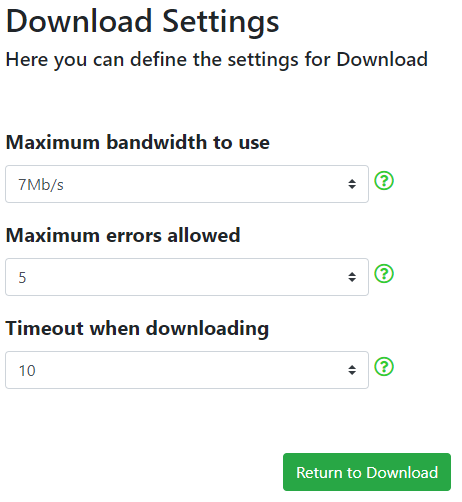 Download Settings
Here you can define the settings for Download
Maximum bandwidth to use
7Mb/s
Maximum errors allowed
5
Timeout when downloading
10
Return to Download